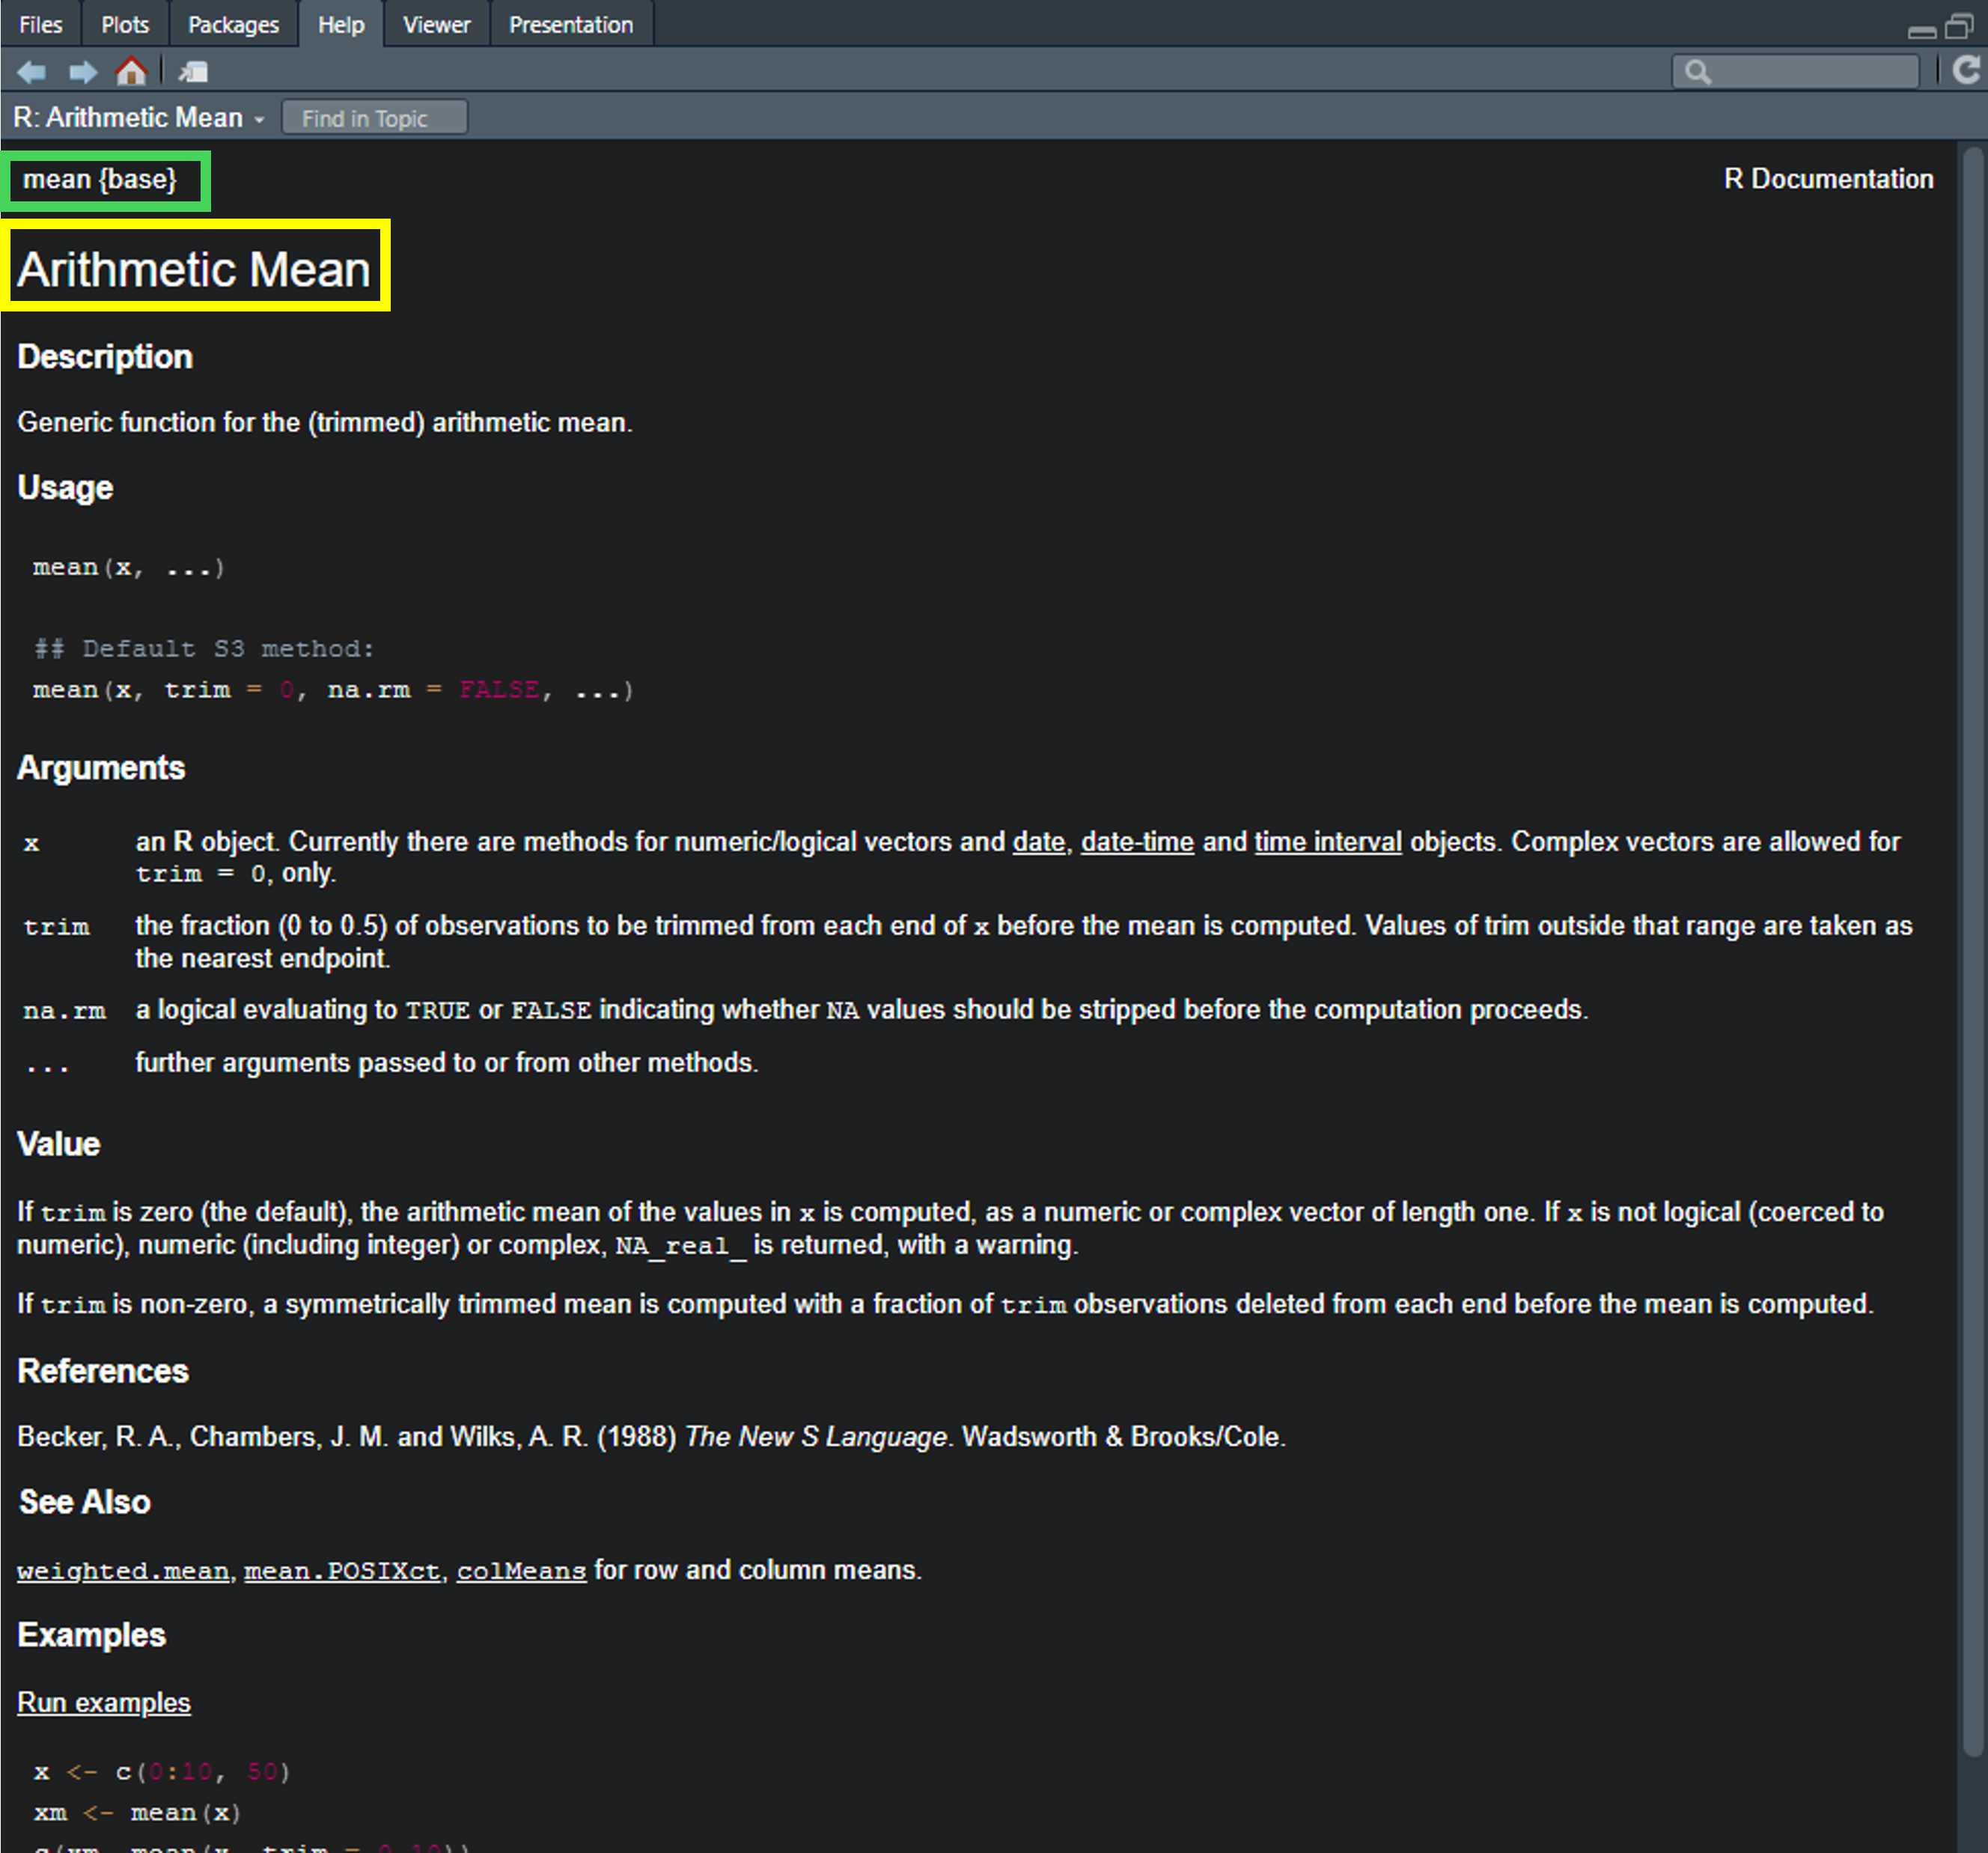 Files Plots Packages Help Viewer Presentation
R: Arithmetic Mean Find in Topic
mean {base} R Documentation
Arithmetic Mean
Description
Generic function for the (trimmed) arithmetic mean.
Usage
mean(x, ...)
## Default S3 method:
mean(x, trim = 0, na.rm = FALSE, ...)
Arguments
x an R object. Currently there are methods for numeric/logical vectors and date, date-time and time interval objects. Complex vectors are allowed for
trim = 0, only.
trim the fraction (0 to 0.5) of observations to be trimmed from each end of x before the mean is computed. Values of trim outside that range are taken as
the nearest endpoint.
na.rm a logical evaluating to TRUE or FALSE indicating whether NA values should be stripped before the computation proceeds.
... further arguments passed to or from other methods.
Value
If trim is zero (the default), the arithmetic mean of the values in x is computed, as a numeric or complex vector of length one. If x is not logical (coerced to
numeric), numeric (including integer) or complex, NA_real_ is returned, with a warning.
If trim is non-zero, a symmetrically trimmed mean is computed with a fraction of trim observations deleted from each end before the mean is computed.
References
Becker, R. A., Chambers, J. M. and Wilks, A. R. (1988) The New S Language. Wadsworth & Brooks/Cole.
See Also
weighted.mean, mean.POSIXct, colMeans for row and column means.
Examples
Run examples
x <- c(0:10, 50)
xm <- mean(x)
c(xm, mean(x, trim = 0.10))